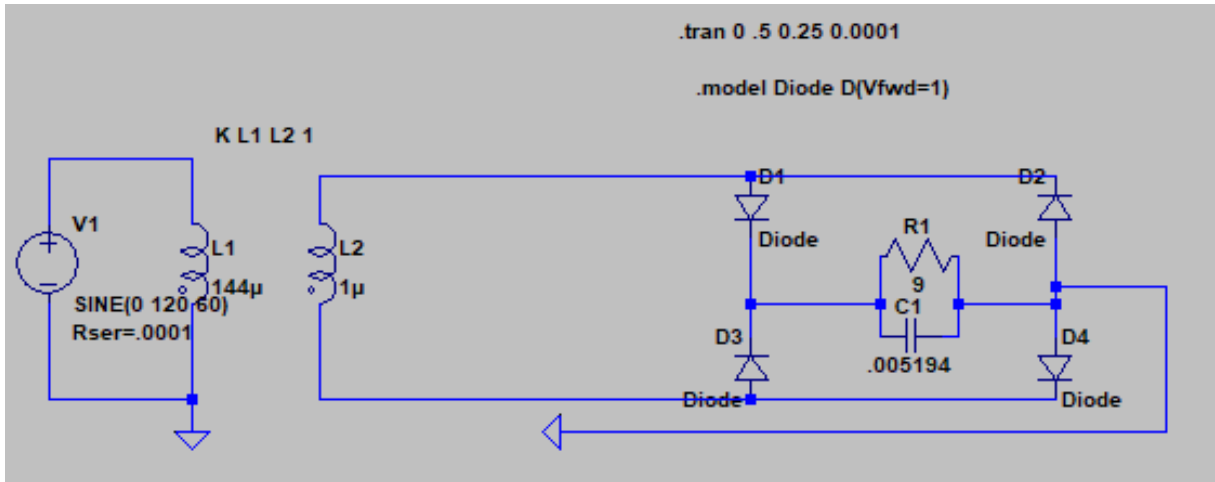 .tran 0 .5 0.25 0.0001
.model Diode D(Vfwd=1)
K L1 L2 1
D1
D2
V1
R1
L1
L2
Diode
Diode
144µ
1µ
9
SINE(0 120 60)
C1
Rser=.0001
D3
D4
.005194
Diode
Diode